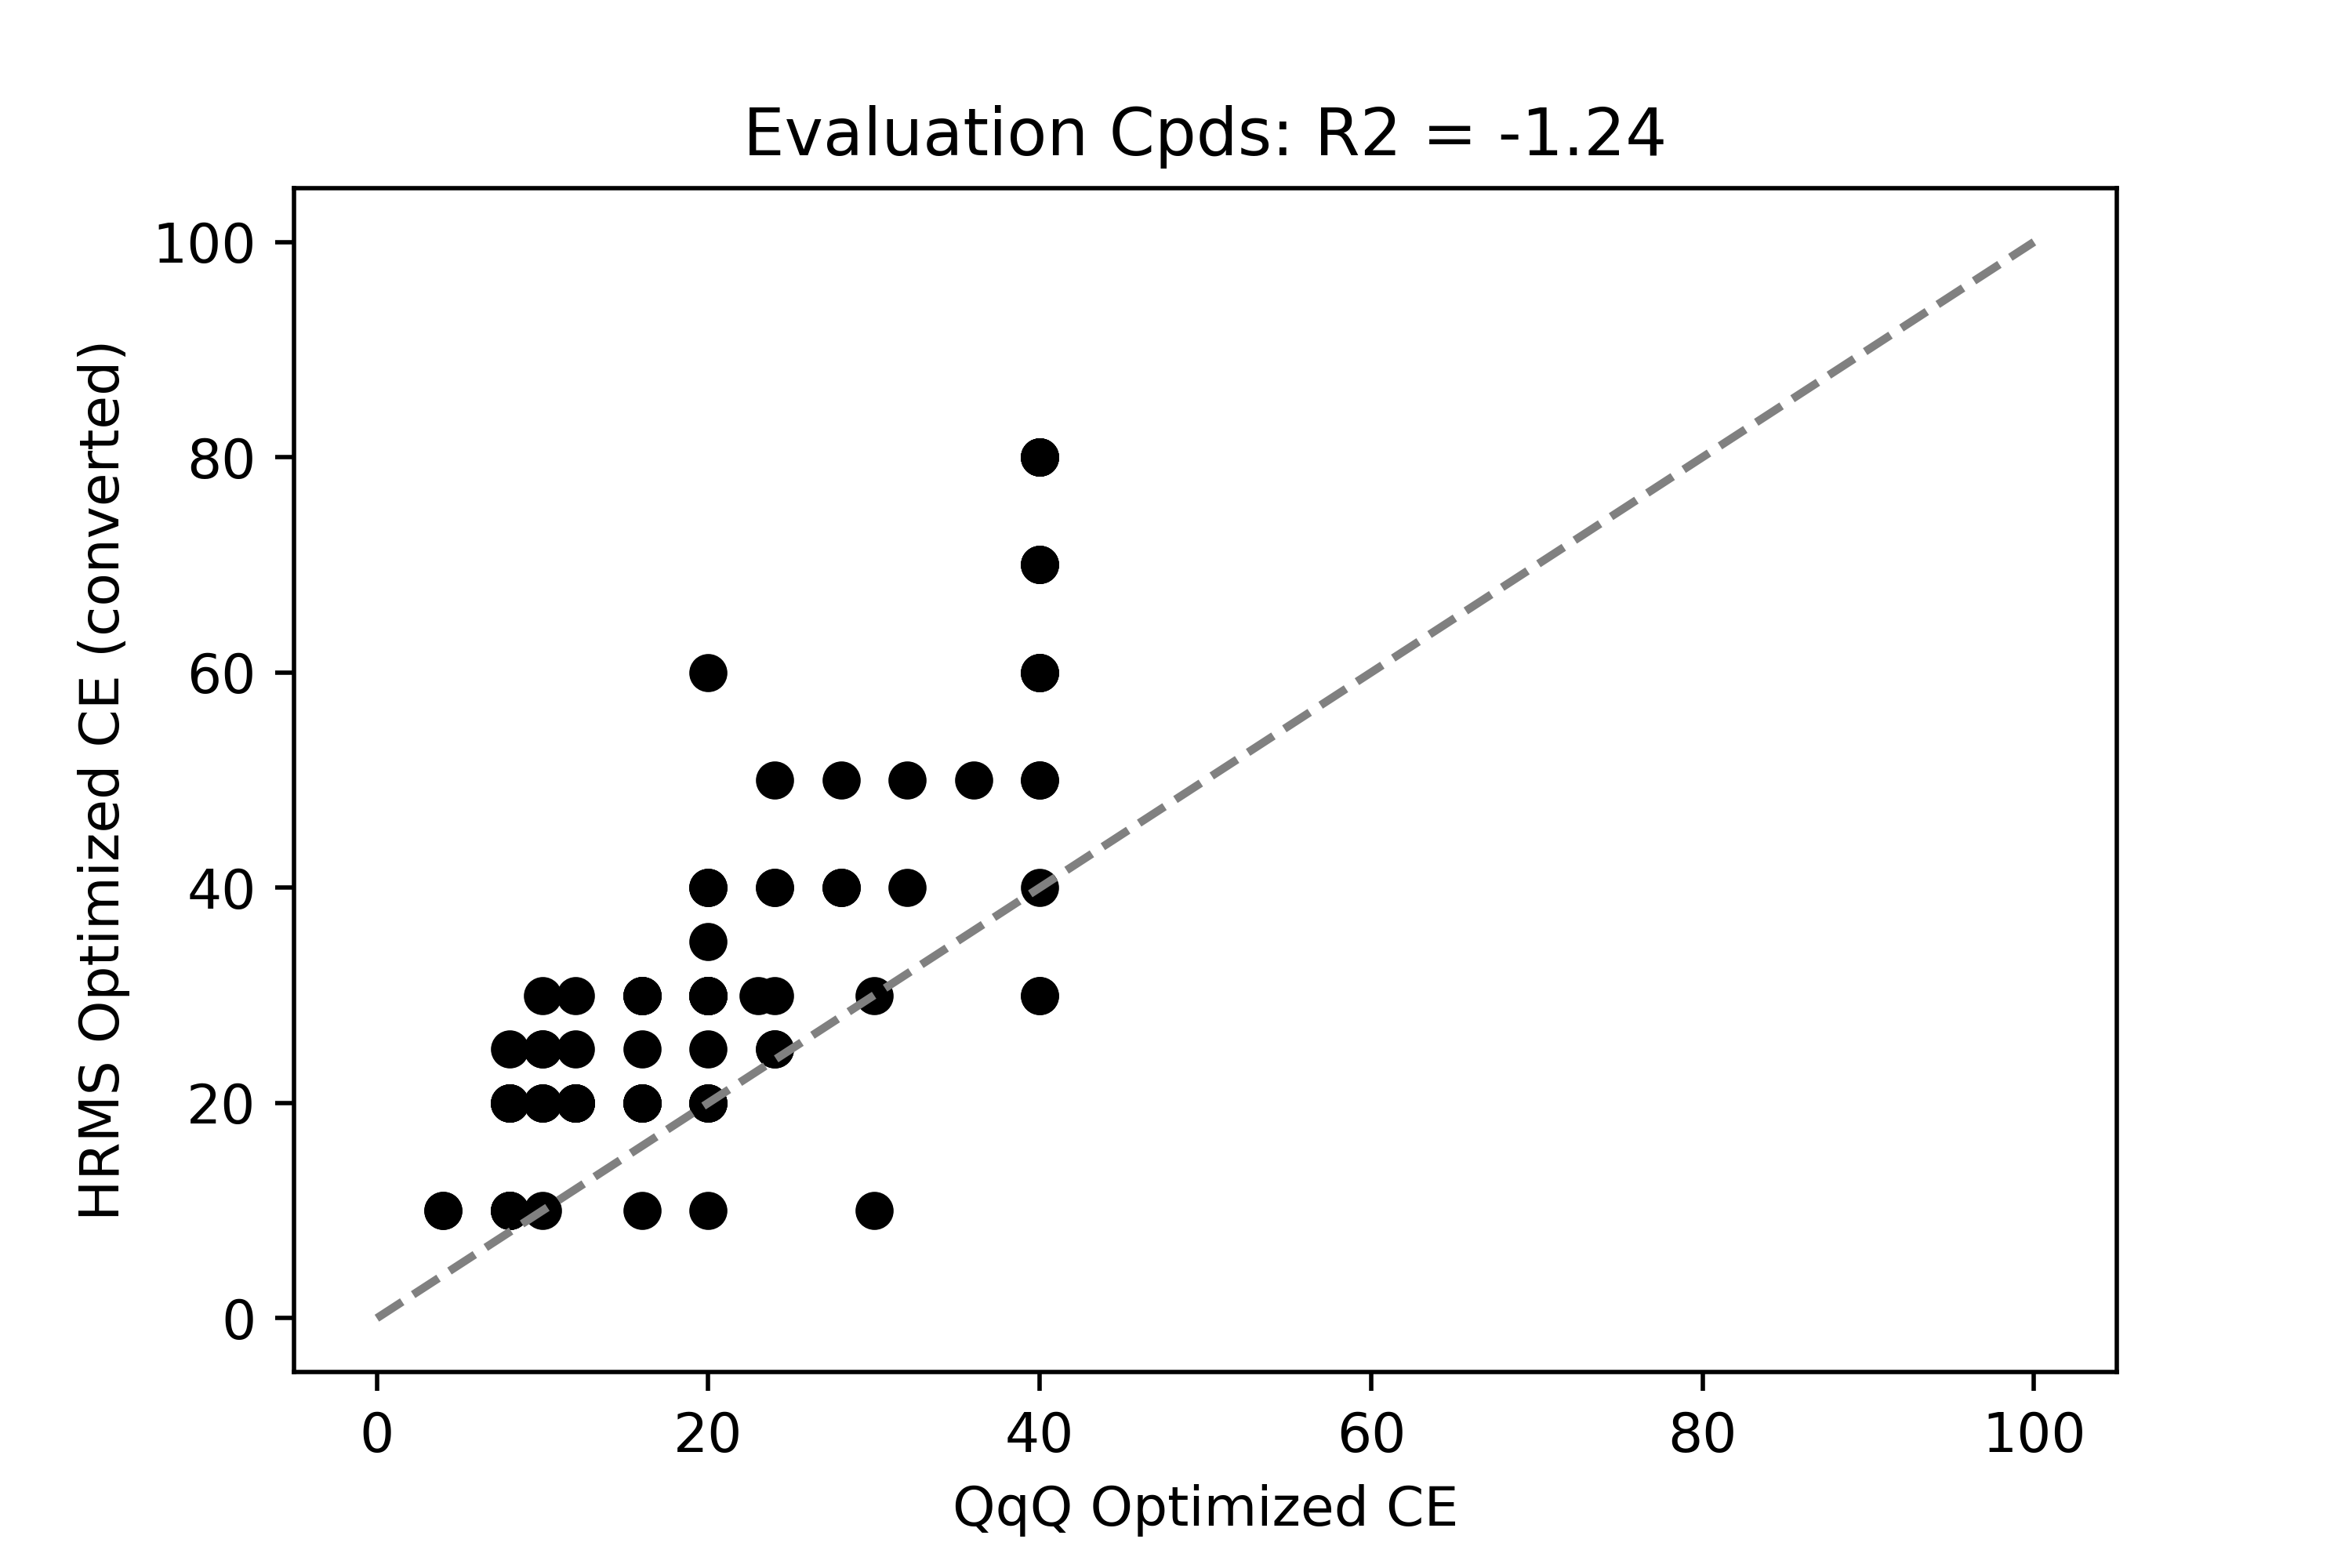 Evaluation Cpds: R2 = -1.24
HRMS Optimized CE (converted)
100
80
60
40
20
0
0 20 40 60 80 100
QqQ Optimized CE